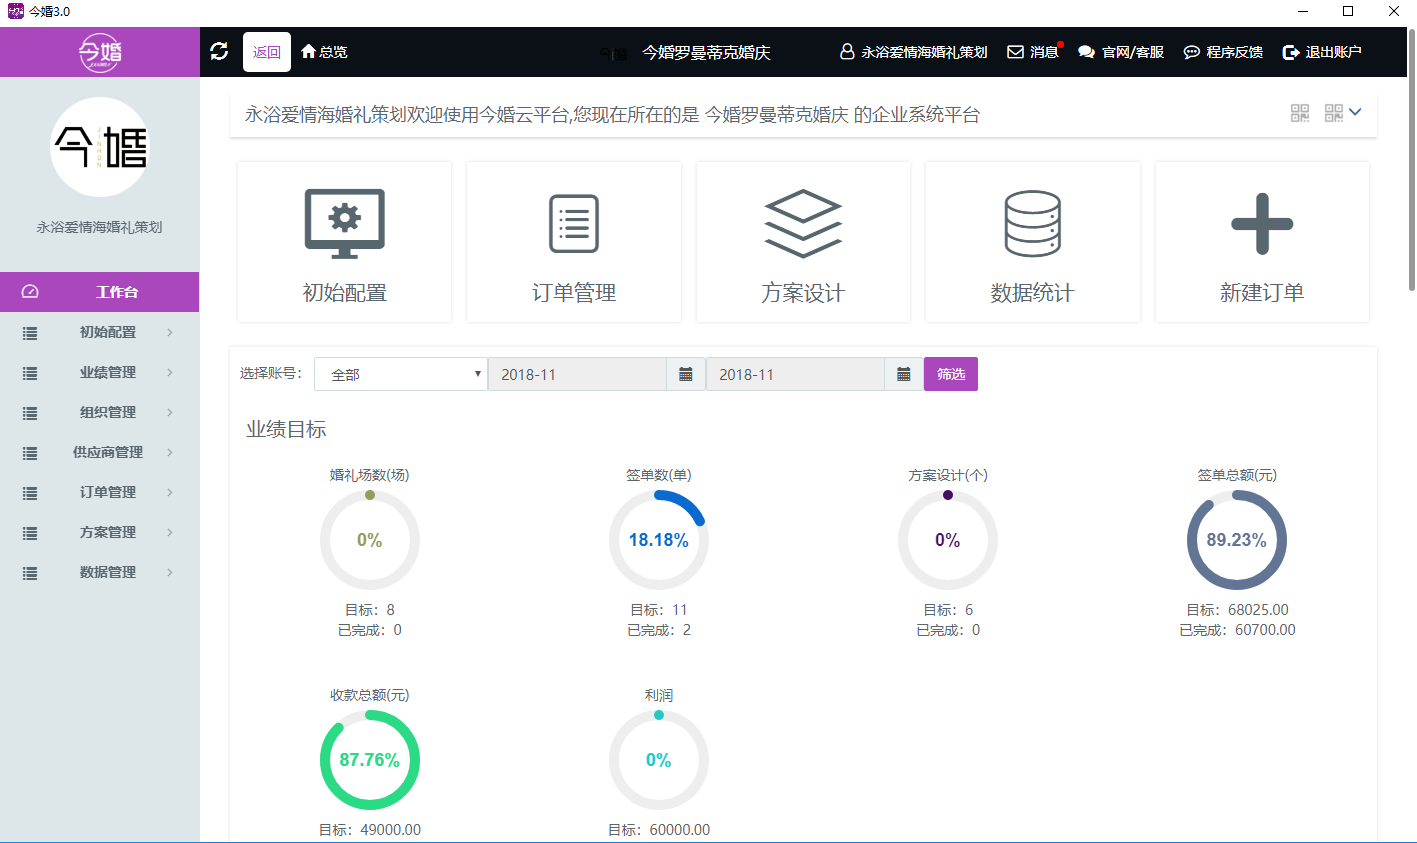 今婚3.0
今婚
返回
总览
今婚罗曼蒂克婚庆
永浴爱情海婚礼策划
消息
官网/客服
程序反馈
退出账户
今婚
永浴爱情海婚礼策划
永浴爱情海婚礼策划欢迎使用今婚云平台,您现在所在的是 今婚罗曼蒂克婚庆 的企业系统平台
初始配置
订单管理
方案设计
数据统计
新建订单
工作台
初始配置
业绩管理
组织管理
供应商管理
订单管理
方案管理
数据管理
选择账号：
全部
2018-11
2018-11
筛选
业绩目标
婚礼场数(场)
0%
目标：8
已完成：0
签单数(单)
18.18%
目标：11
已完成：2
方案设计(个)
0%
目标：6
已完成：0
签单总额(元)
89.23%
目标：68025.00
已完成：60700.00
收款总额(元)
87.76%
目标：49000.00
利润
0%
目标：60000.00